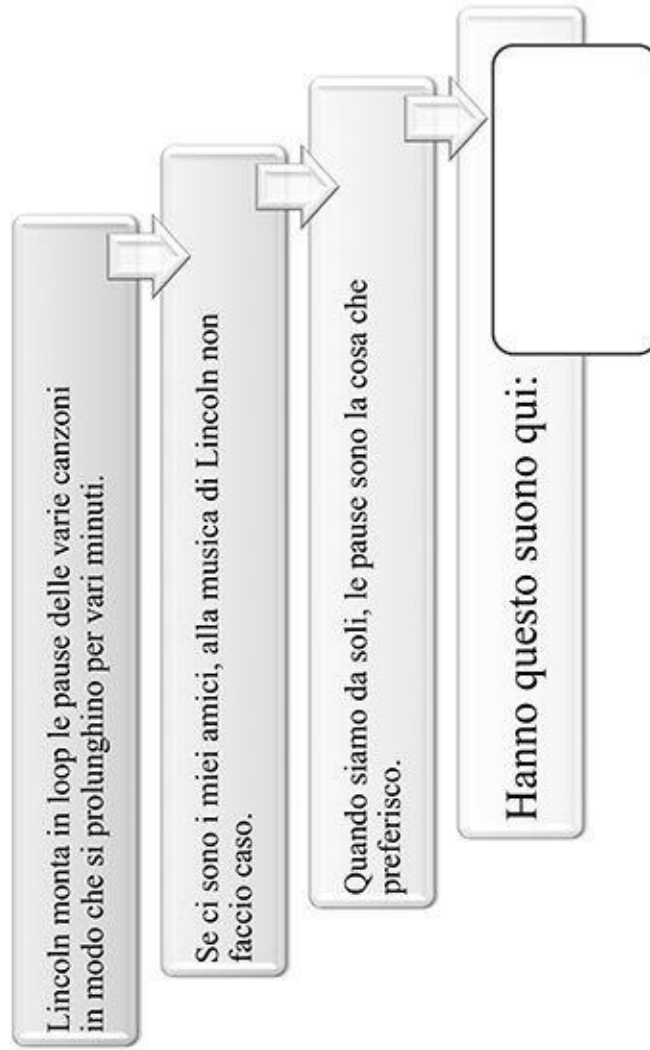 Lincoln monta in loop le pause delle varie canzoni
in modo che si prolunghino per vari minuti.
Se ci sono i miei amici, alla musica di Lincoln non
faccio caso.
Quando siamo da soli, le pause sono la cosa che
preferisco.
Hanno questo suono qui: